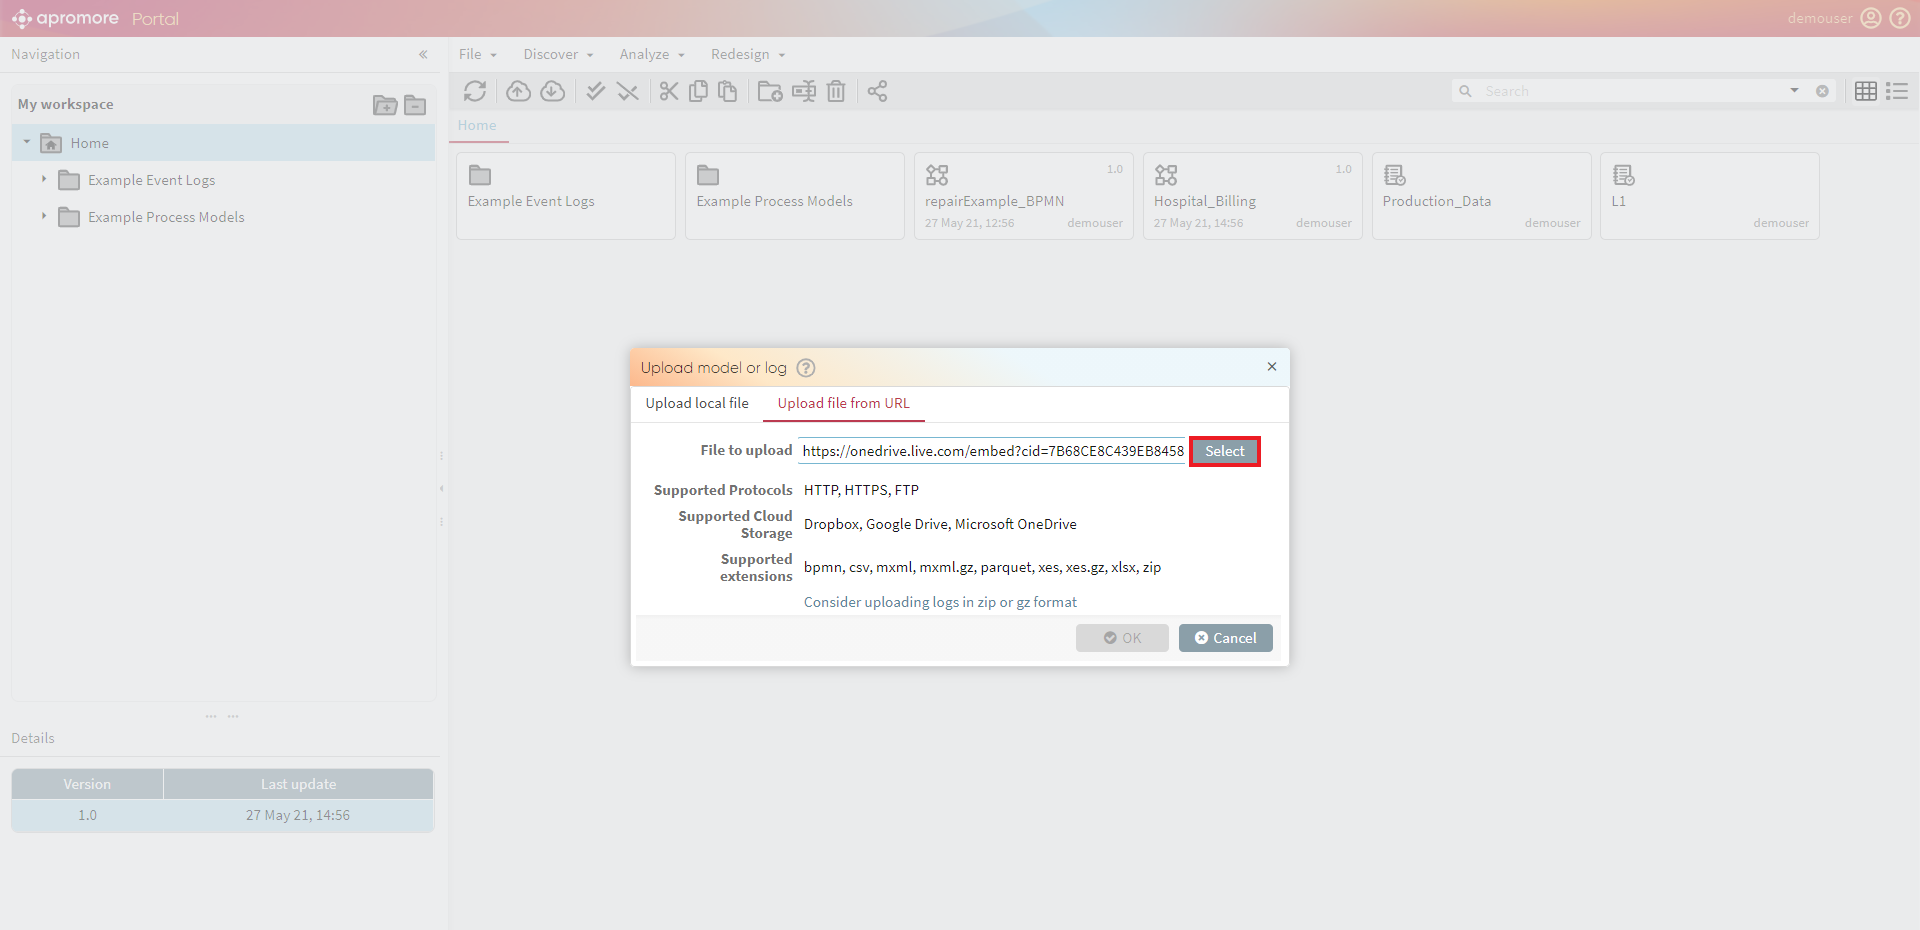 apromore Portal
demouser
Navigation
«
File Discover Analyze Redesign
My workspace
Search
Home
Home
Example Event Logs
Example Process Models
Example Event Logs
Example Process Models
1.0
repairExample_BPMN
27 May 21, 12:56 demouser
1.0
Hospital_Billing
27 May 21, 14:56 demouser
Production_Data
demouser
L1
demouser
Upload model or log ?
Upload local file Upload file from URL
File to upload https://onedrive.live.com/embed?cid=7B68CE8C439EB8458 Select
Supported Protocols HTTP, HTTPS, FTP
Supported Cloud
Storage
Dropbox, Google Drive, Microsoft OneDrive
Supported
extensions
bpmn, csv, mxml, mxml.gz, parquet, xes, xes.gz, xlsx, zip
Consider uploading logs in zip or gz format
OK Cancel
Details
Version Last update
1.0 27 May 21, 14:56